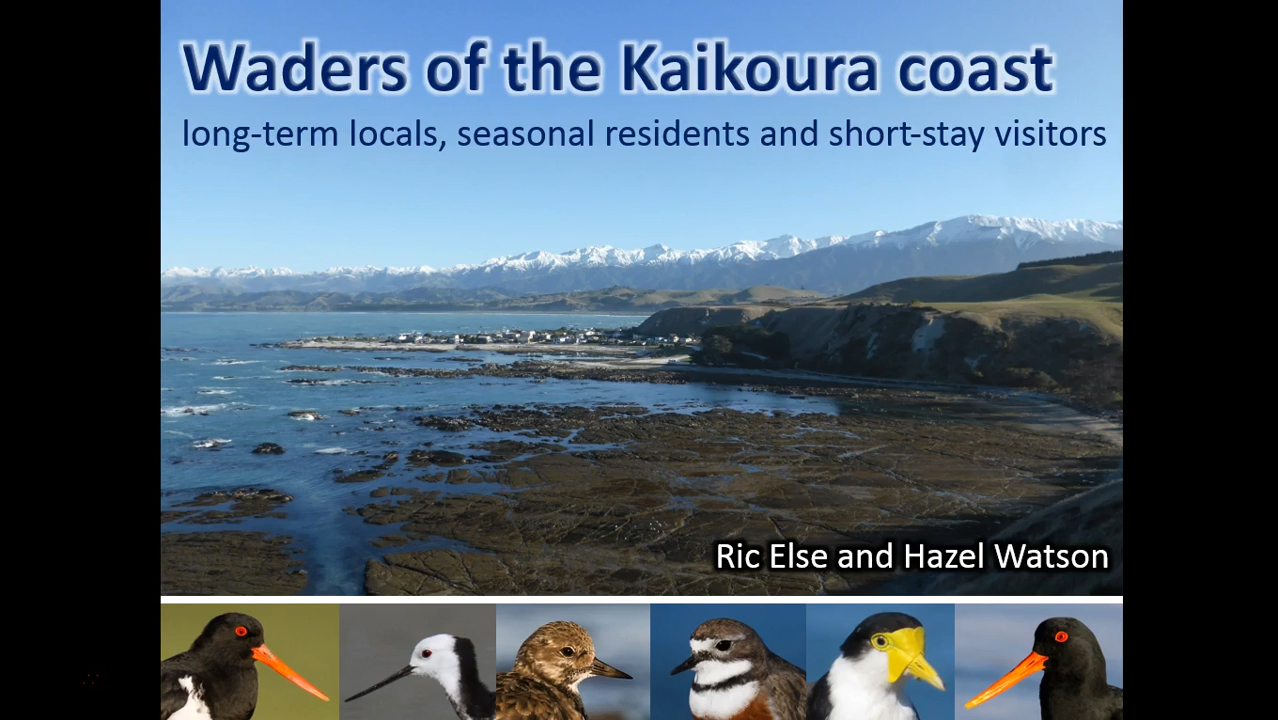 Waders of the Kaikoura coast
long-term locals, seasonal residents and short-stay visitors
Ric Else and Hazel Watson